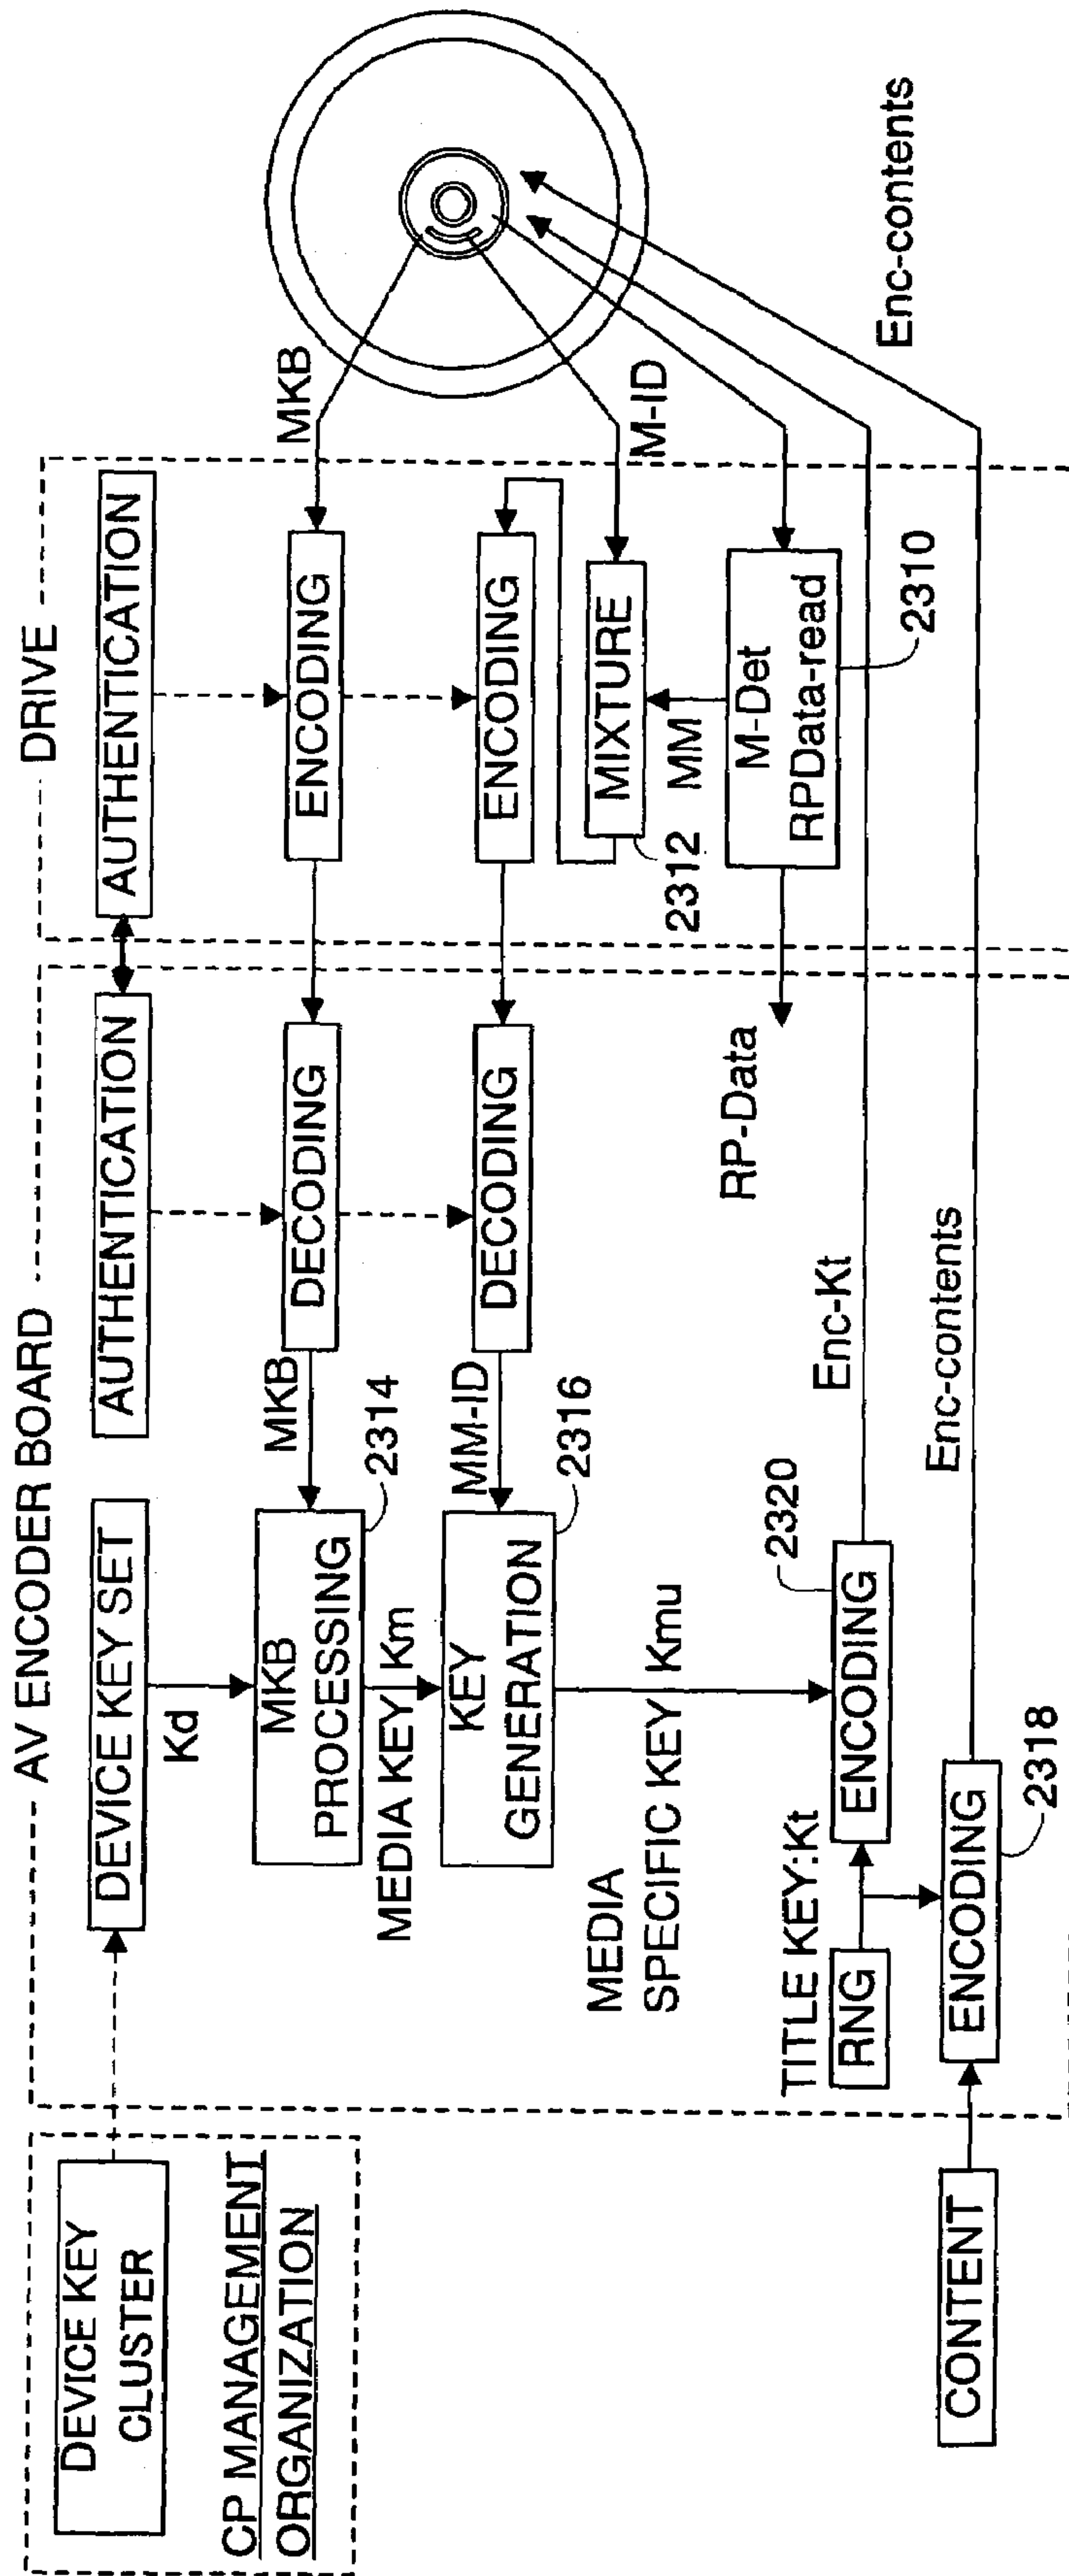 DEVICE KEY
CLUSTER
CP MANAGEMENT
ORGANIZATION
CONTENT
AV ENCODER BOARD
DEVICE KEY SET
AUTHENTICATION
Kd
MKB
PROCESSING
2314
MKB
DECODING
MEDIA KEY Km
KEY
GENERATION
2316
MM-ID
DECODING
MEDIA
SPECIFIC KEY Kmu
TITLE KEY:Kt
RNG
ENCODING
2320
Enc-Kt
ENCODING
2318
Enc-contents
RP-Data
DRIVE
AUTHENTICATION
ENCODING
MKB
ENCODING
MIXTURE
2312
M-ID
MM
M-Det
RPData-read
2310
Enc-contents